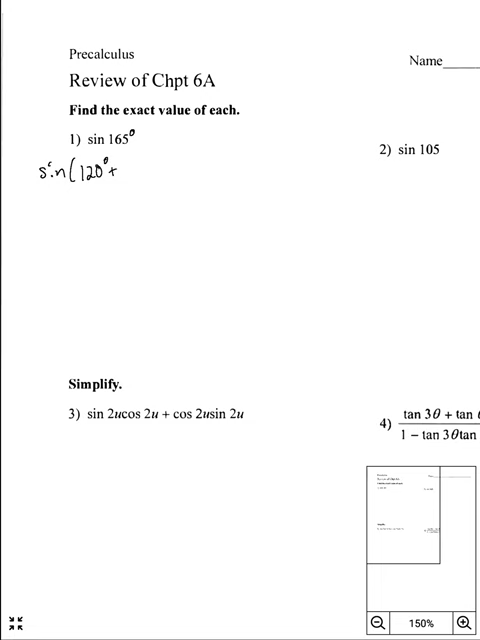 Precalculus
Name
Review of Chpt 6A
Find the exact value of each.
1) sin 165°
2) sin 105
sin(120°+
Simplify.
3) sin 2ucos 2u + cos 2usin 2u
4) tan 3θ + tan
1 − tan 3θtan
150%